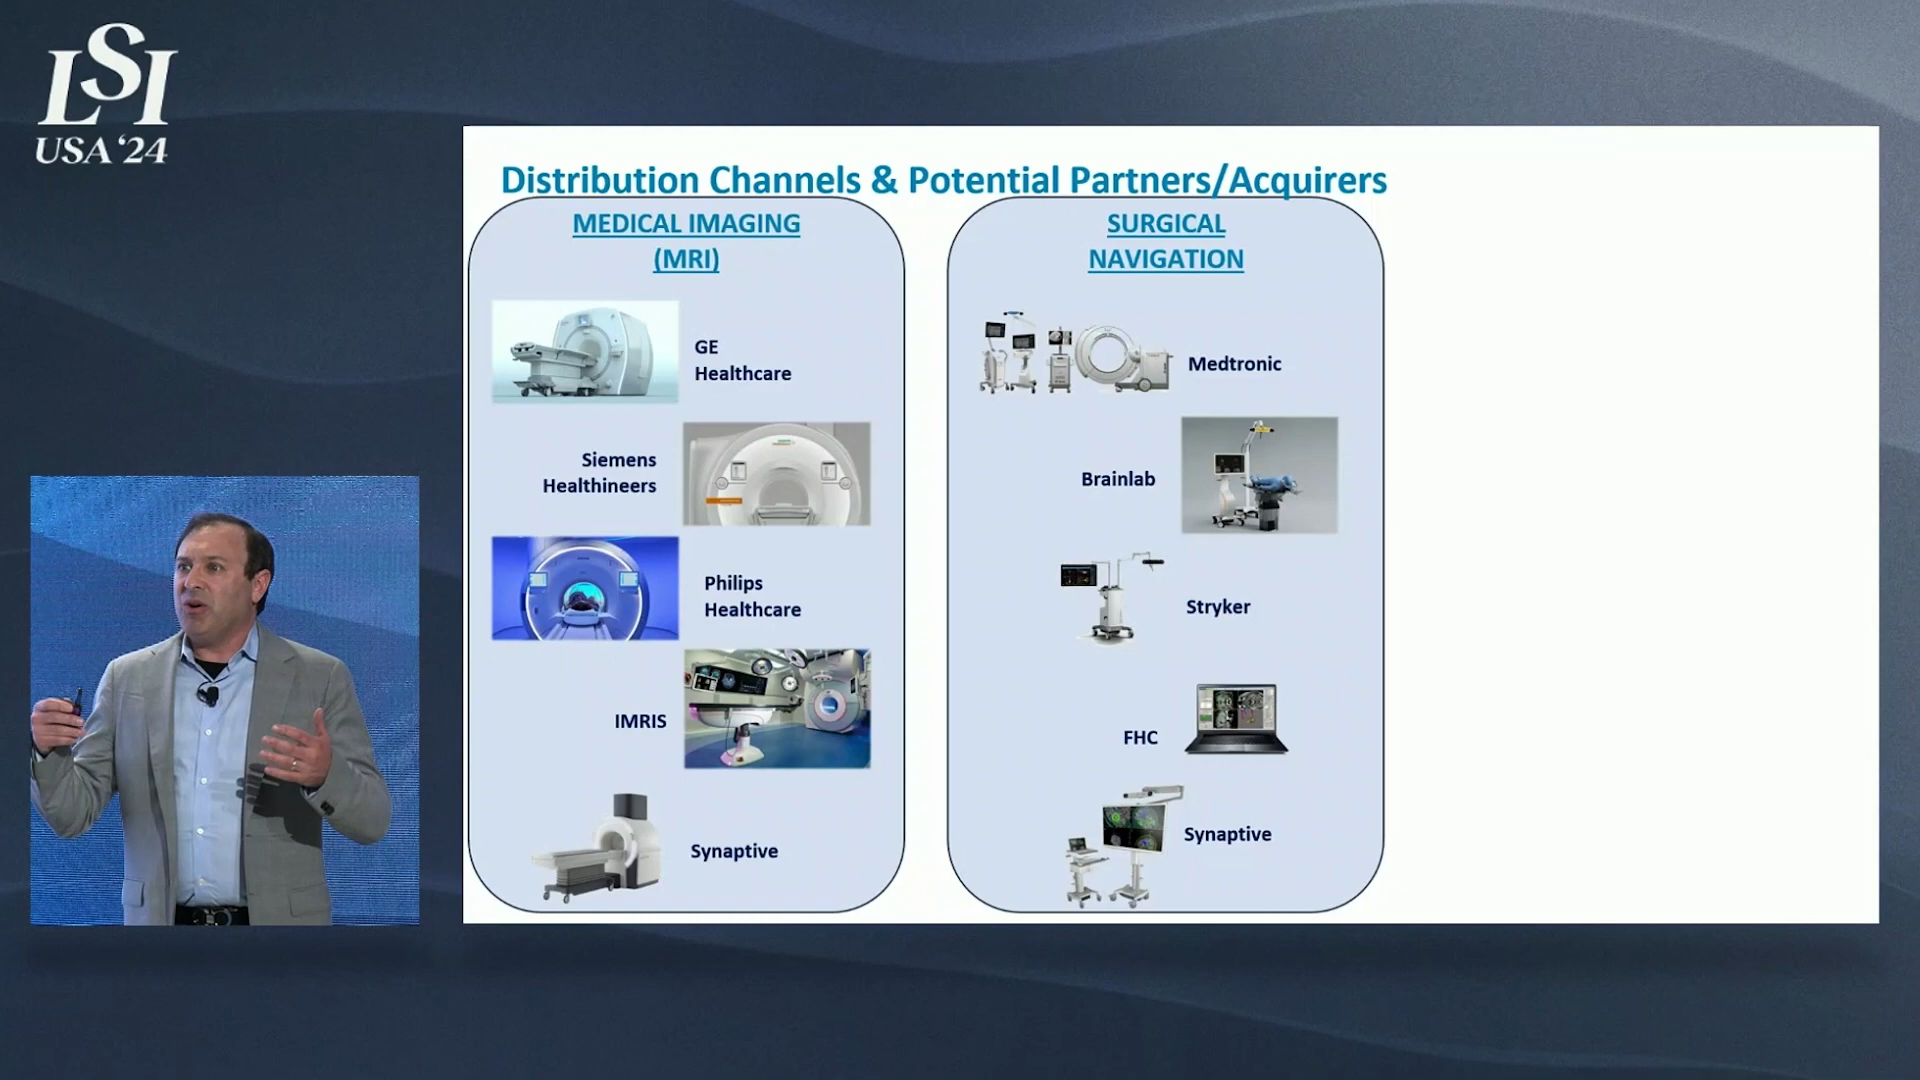 LSI
USA '24
Distribution Channels & Potential Partners/Acquirers
MEDICAL IMAGING
(MRI)
GE
Healthcare
Siemens
Healthineers
Philips
Healthcare
IMRIS
Synaptive
SURGICAL
NAVIGATION
Medtronic
Brainlab
Stryker
FHC
Synaptive